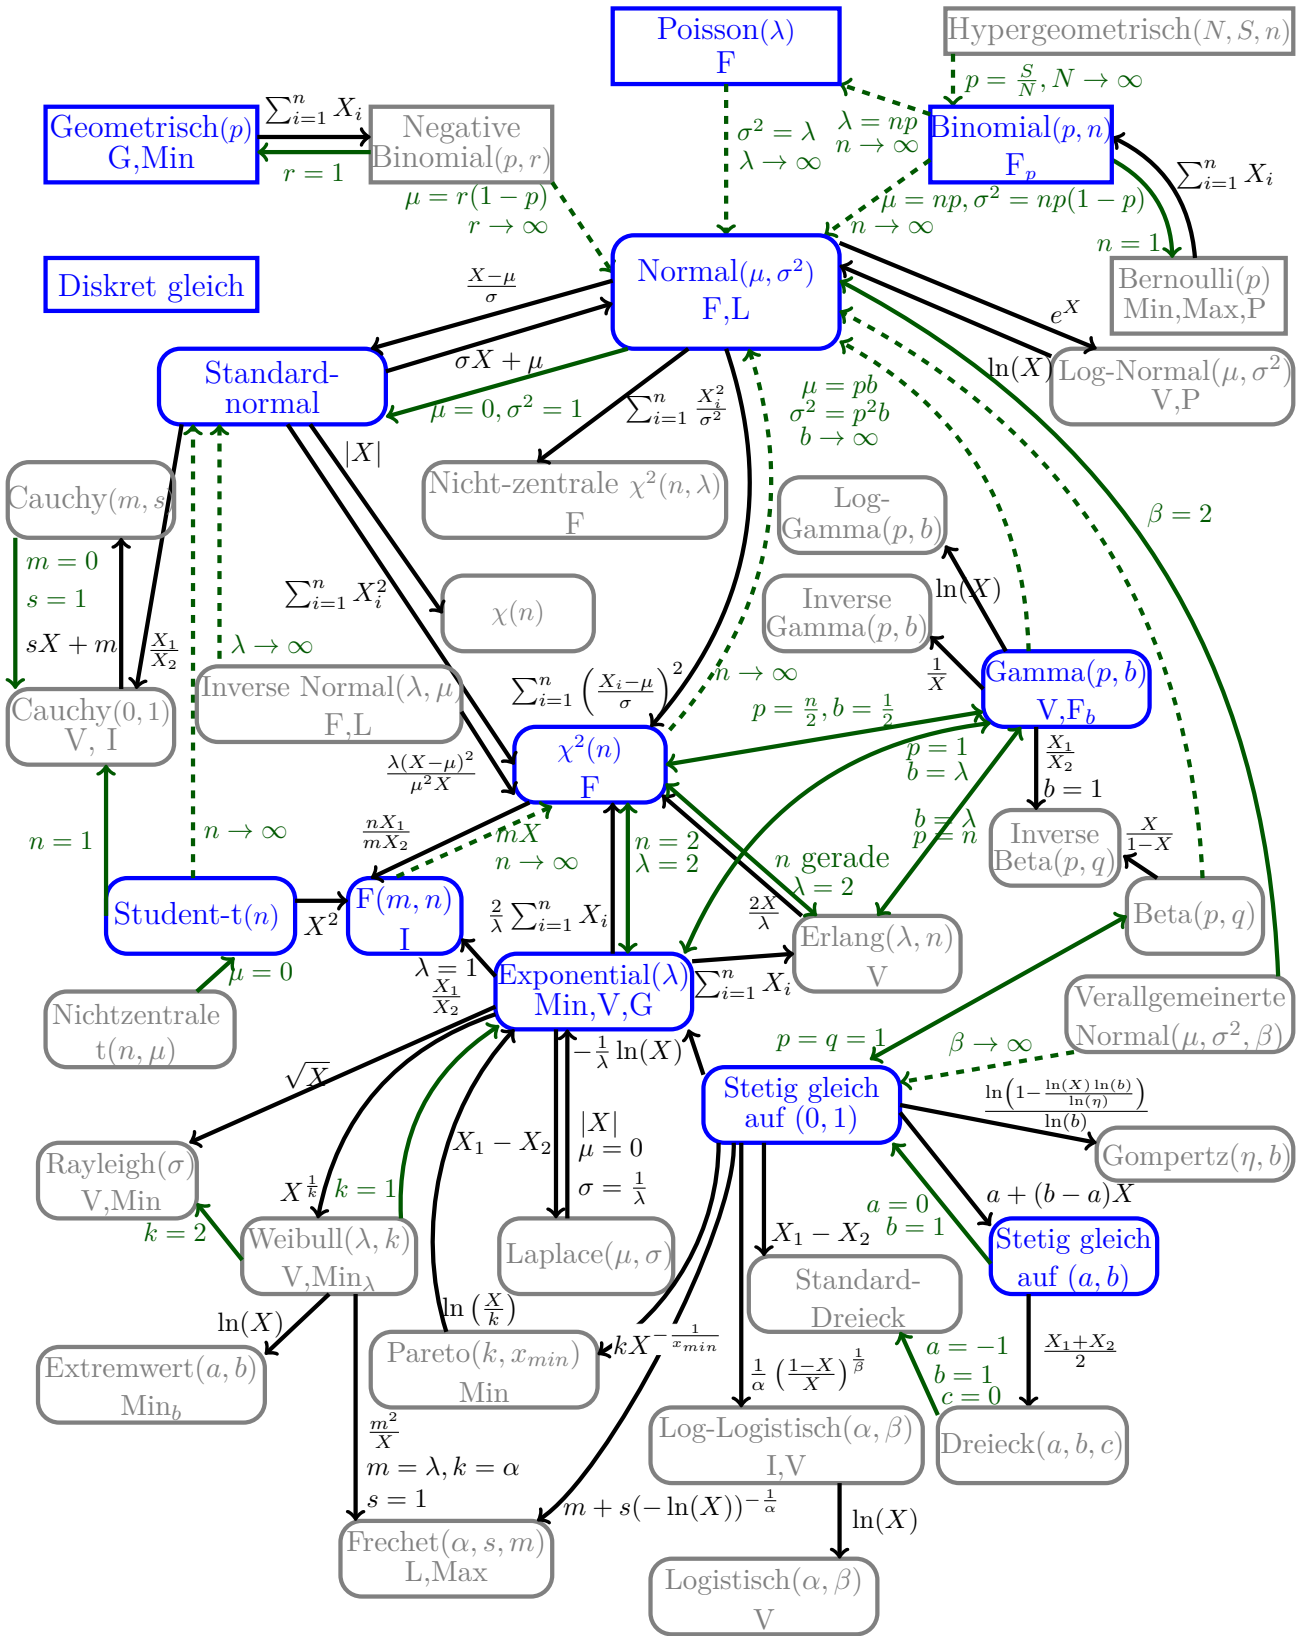 Poisson(λ)
F
Hypergeometrisch(N, S, n)
p = S/N, N → ∞
Geometrisch(p)
G,Min
∑ⁿᵢ₌₁ Xᵢ
r = 1
Negative
Binomial(p, r)
μ = r(1 − p)
r → ∞
σ² = λ
λ → ∞
λ = np
n → ∞
Binomial(p, n)
Fₚ
∑ⁿᵢ₌₁ Xᵢ
μ = np, σ² = np(1 − p)
n → ∞
n = 1
Bernoulli(p)
Min,Max,P
Diskret gleich
Normal(μ, σ²)
F,L
(X−μ)/σ
σX + μ
μ = 0, σ² = 1
eˣ
ln(X)
Log-Normal(μ, σ²)
V,P
Standard-
normal
∑ⁿᵢ₌₁ Xᵢ²/σ²
μ = pb
σ² = p²b
b → ∞
|X|
Cauchy(m, s)
Nicht-zentrale χ²(n, λ)
F
Log-
Gamma(p, b)
β = 2
m = 0
s = 1
sX + m
X₁/X₂
∑ⁿᵢ₌₁ Xᵢ²
χ(n)
ln(X)
Inverse
Gamma(p, b)
λ → ∞
Inverse Normal(λ, μ)
F,L
∑ⁿᵢ₌₁ ((Xᵢ−μ)/σ)²
n → ∞
1/X
Gamma(p, b)
V,F_b
Cauchy(0, 1)
V, I
p = n/2, b = 1/2
χ²(n)
F
λ(X−μ)²/(μ²X)
p = 1
b = λ
X₁/X₂
b = 1
n = 1
n → ∞
nX₁/(mX₂)
mX
n → ∞
n = 2
λ = 2
n gerade
λ = 2
b = λ
p = n
Inverse
Beta(p, q)
X/(1−X)
Student-t(n)
X²
F(m, n)
I
2/λ ∑ⁿᵢ₌₁ Xᵢ
2X/λ
Erlang(λ, n)
V
Beta(p, q)
μ = 0
λ = 1
X₁/X₂
Exponential(λ)
Min,V,G
∑ⁿᵢ₌₁ Xᵢ
Nichtzentrale
t(n, μ)
Verallgemeinerte
Normal(μ, σ², β)
√X
−1/λ ln(X)
p = q = 1
β → ∞
Stetig gleich
auf (0, 1)
ln(1−(ln(X) ln(b))/ln(η))/ln(b)
Rayleigh(σ)
V,Min
X₁ − X₂
|X|
μ = 0
σ = 1/λ
Gompertz(η, b)
X^(1/k)
k = 1
k = 2
a = 0
b = 1
a + (b − a)X
Weibull(λ, k)
V,Min_λ
Laplace(μ, σ)
X₁ − X₂
Stetig gleich
auf (a, b)
Standard-
Dreieck
ln(X)
ln(X/k)
kX^(−1/x_min)
Extremwert(a, b)
Min_b
Pareto(k, x_min)
Min
1/α ((1−X)/X)^(1/β)
a = −1
b = 1
c = 0
(X₁+X₂)/2
m²/X
m = λ, k = α
s = 1
Log-Logistisch(α, β)
I,V
Dreieck(a, b, c)
m + s(− ln(X))^(−1/α)
ln(X)
Frechet(α, s, m)
L,Max
Logistisch(α, β)
V